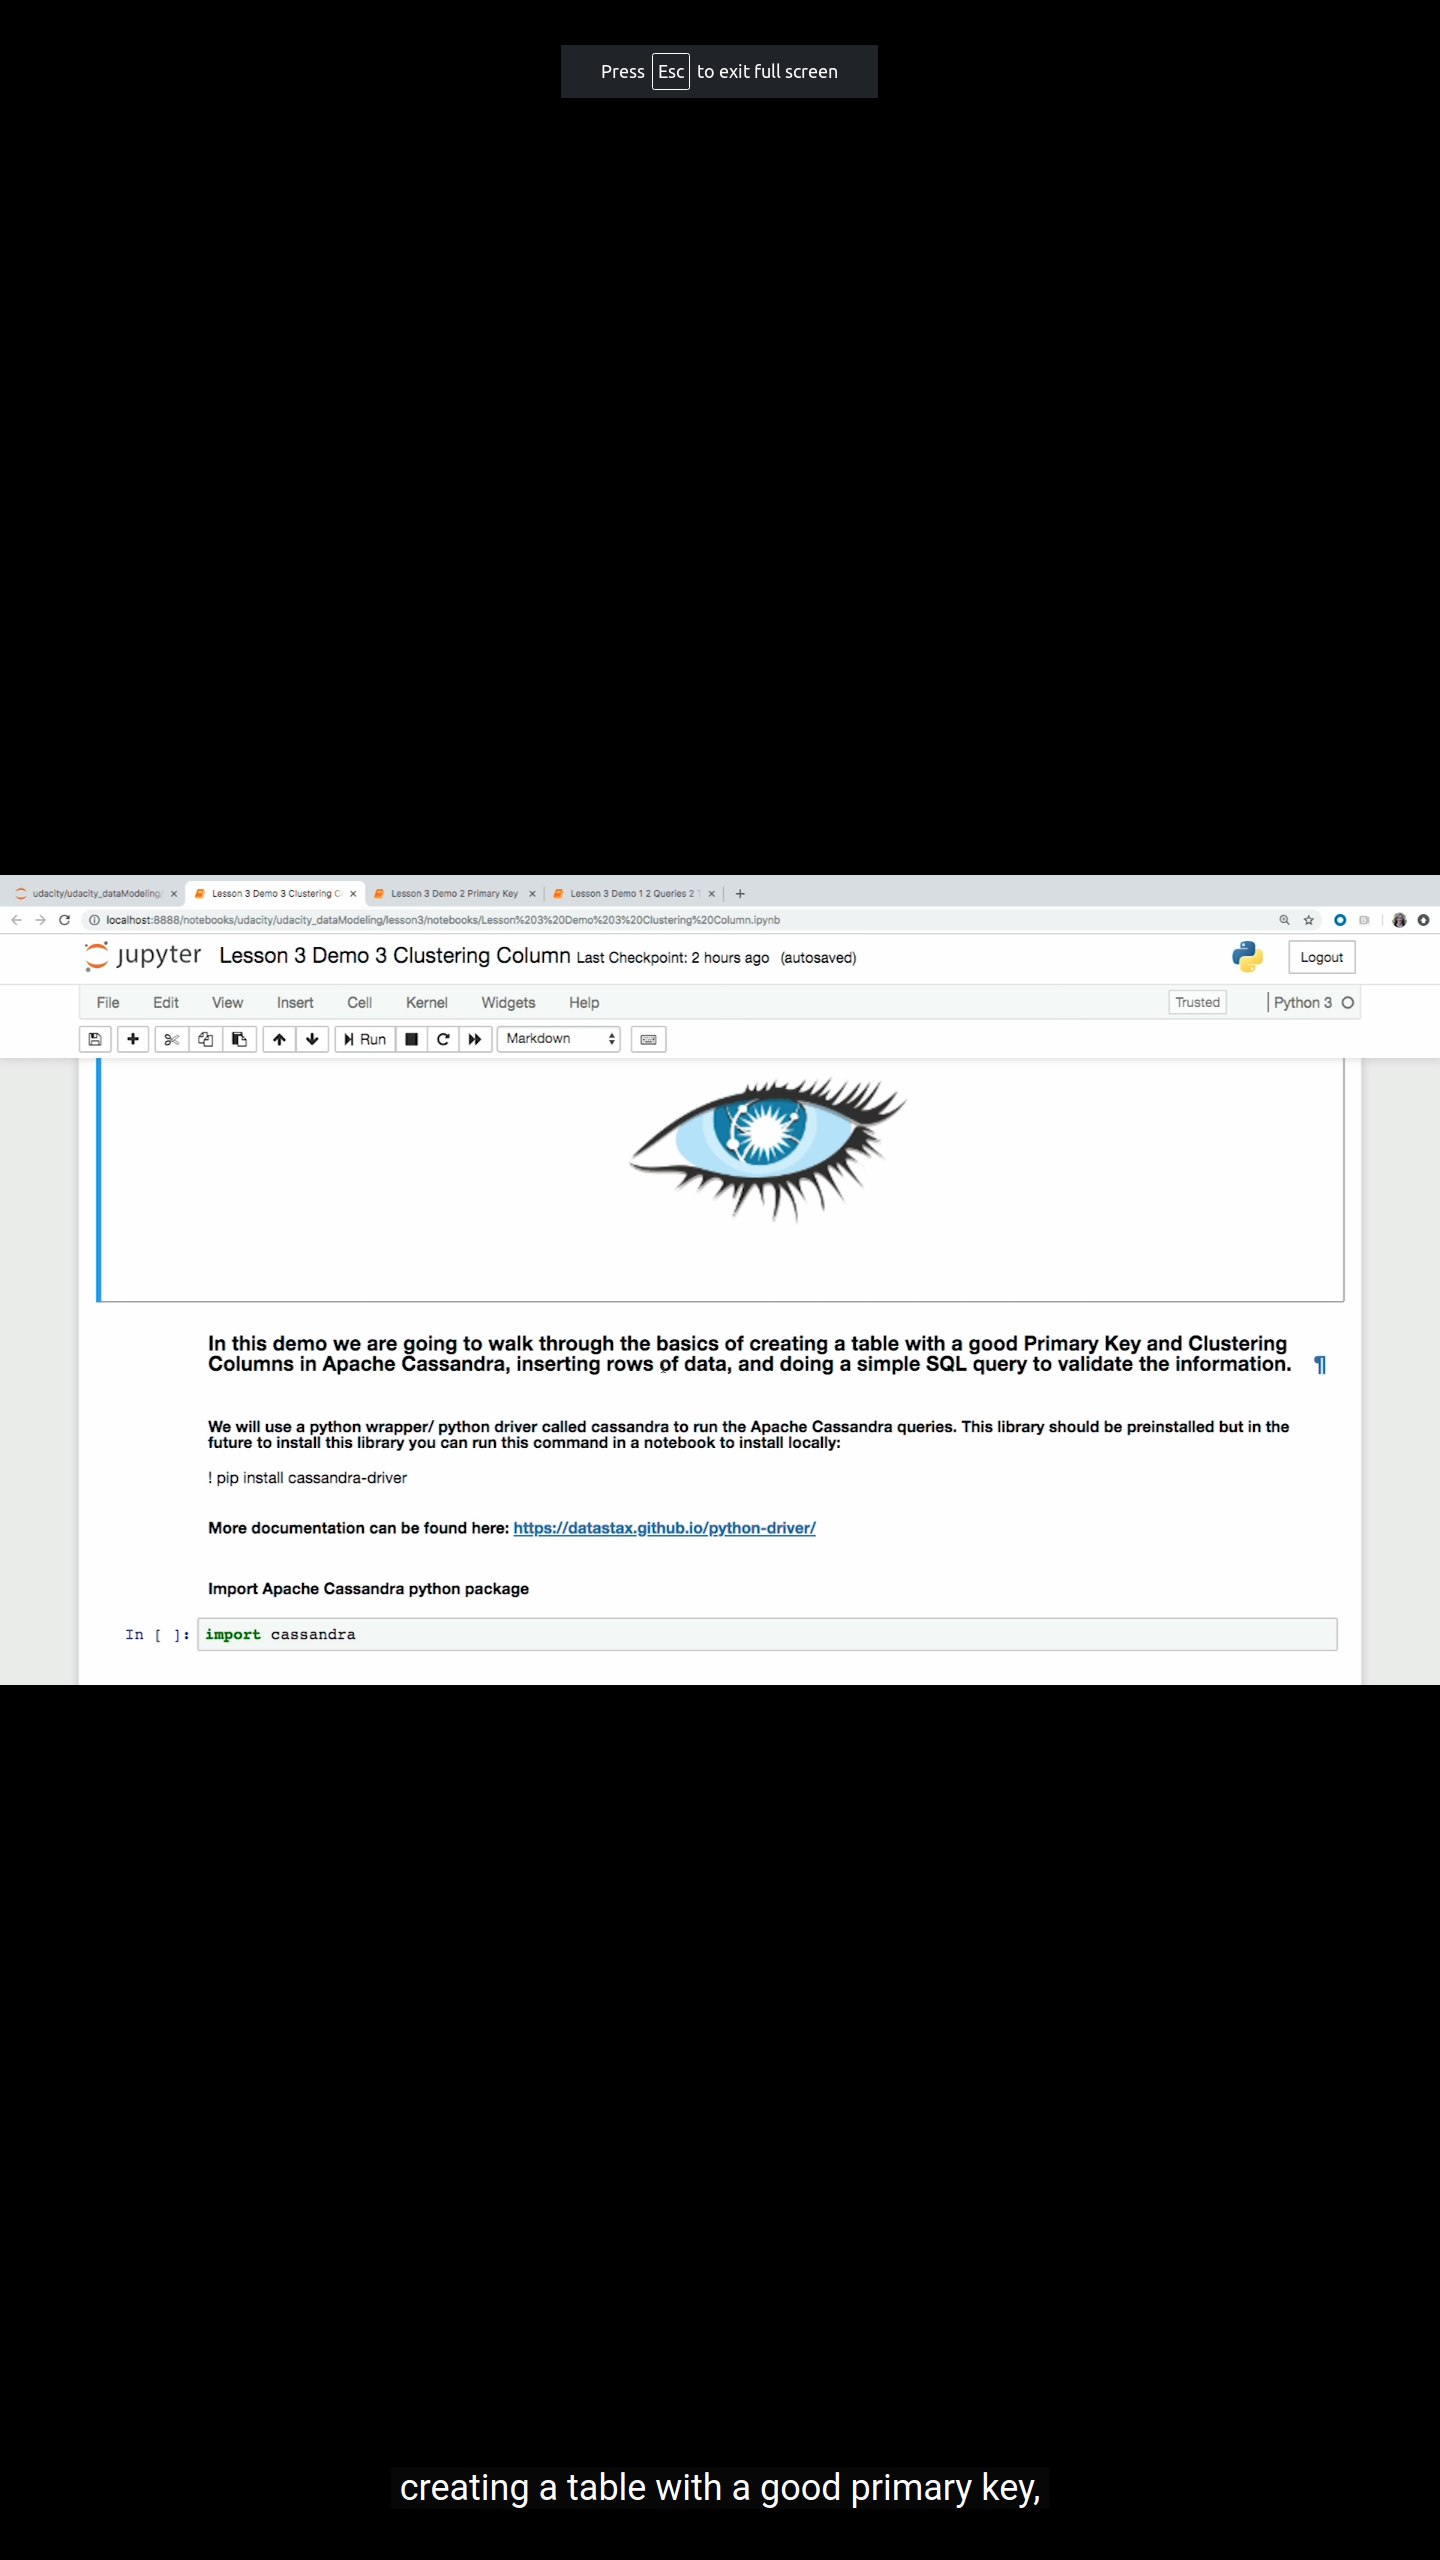 Press Esc to exit full screen
udacity/udacity_dataModeling/
Lesson 3 Demo 3 Clustering C
Lesson 3 Demo 2 Primary Key
Lesson 3 Demo 1 2 Queries 2 T
localhost:8888/notebooks/udacity/udacity_dataModeling/lesson3/notebooks/Lesson%203%20Demo%203%20Clustering%20Column.ipynb
jupyter Lesson 3 Demo 3 Clustering Column Last Checkpoint: 2 hours ago (autosaved)
Logout
File Edit View Insert Cell Kernel Widgets Help
Trusted
Python 3
Run
Markdown
In this demo we are going to walk through the basics of creating a table with a good Primary Key and Clustering
Columns in Apache Cassandra, inserting rows of data, and doing a simple SQL query to validate the information. ¶
We will use a python wrapper/ python driver called cassandra to run the Apache Cassandra queries. This library should be preinstalled but in the
future to install this library you can run this command in a notebook to install locally:
! pip install cassandra-driver
More documentation can be found here: https://datastax.github.io/python-driver/
Import Apache Cassandra python package
In [ ]: import cassandra
creating a table with a good primary key,